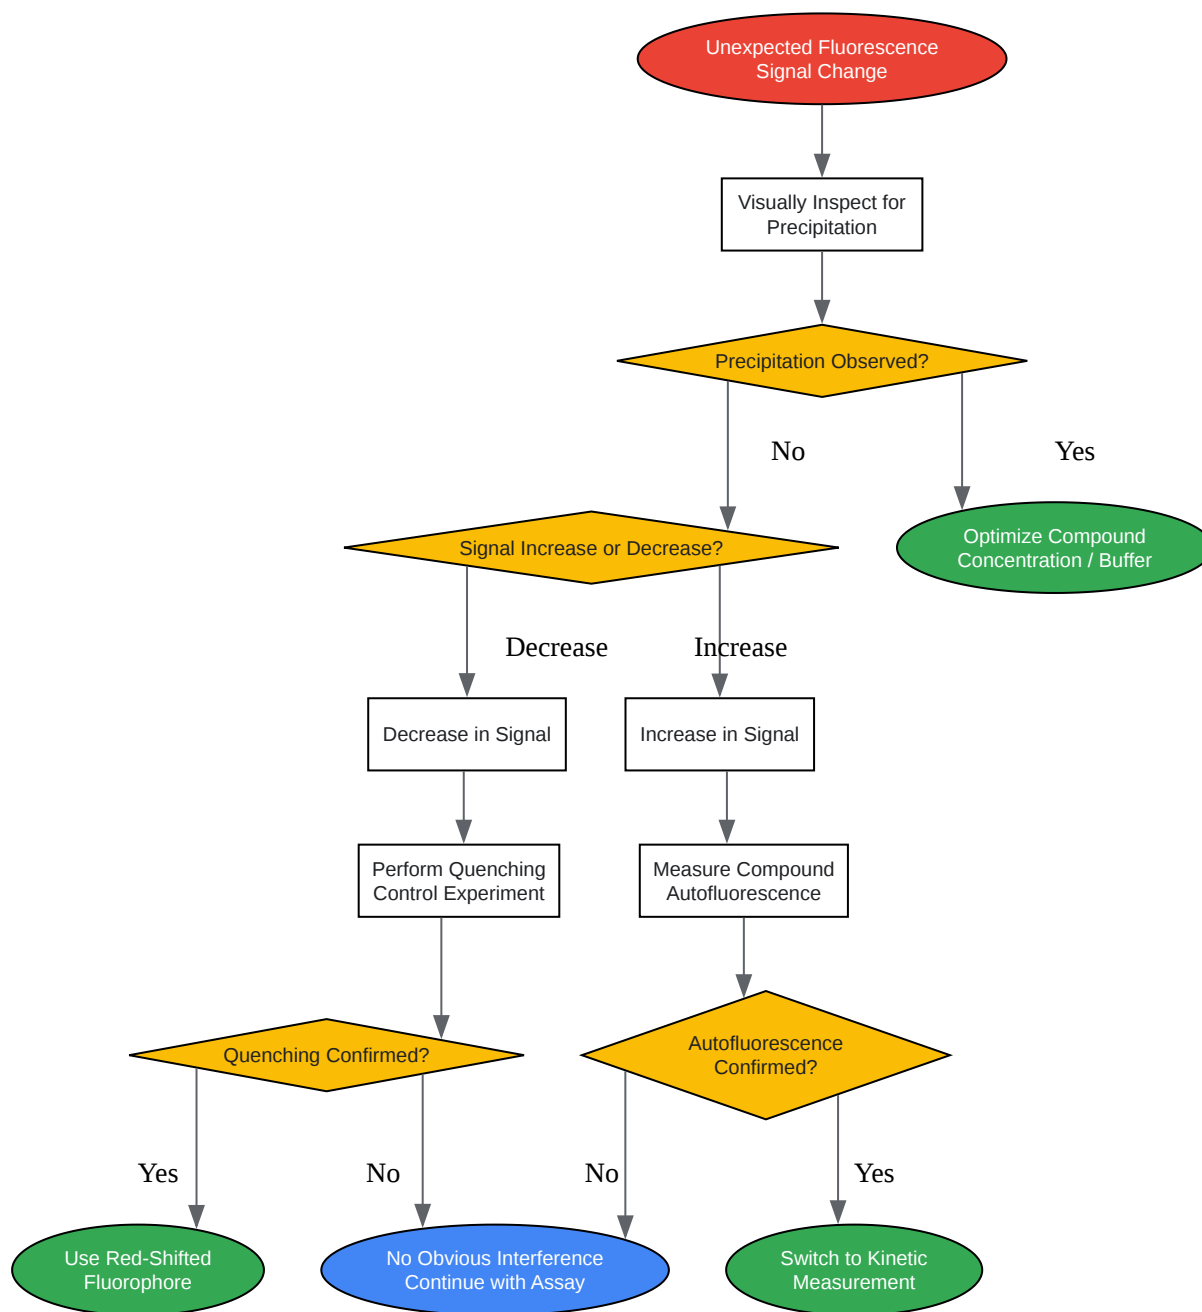 Unexpected Fluorescence
Signal Change
Visually Inspect for
Precipitation
Precipitation Observed?
No
Yes
Signal Increase or Decrease?
Optimize Compound
Concentration / Buffer
Decrease
Increase
Decrease in Signal
Increase in Signal
Perform Quenching
Control Experiment
Measure Compound
Autofluorescence
Quenching Confirmed?
Autofluorescence
Confirmed?
Yes
No
No
Yes
Use Red-Shifted
Fluorophore
No Obvious Interference
Continue with Assay
Switch to Kinetic
Measurement